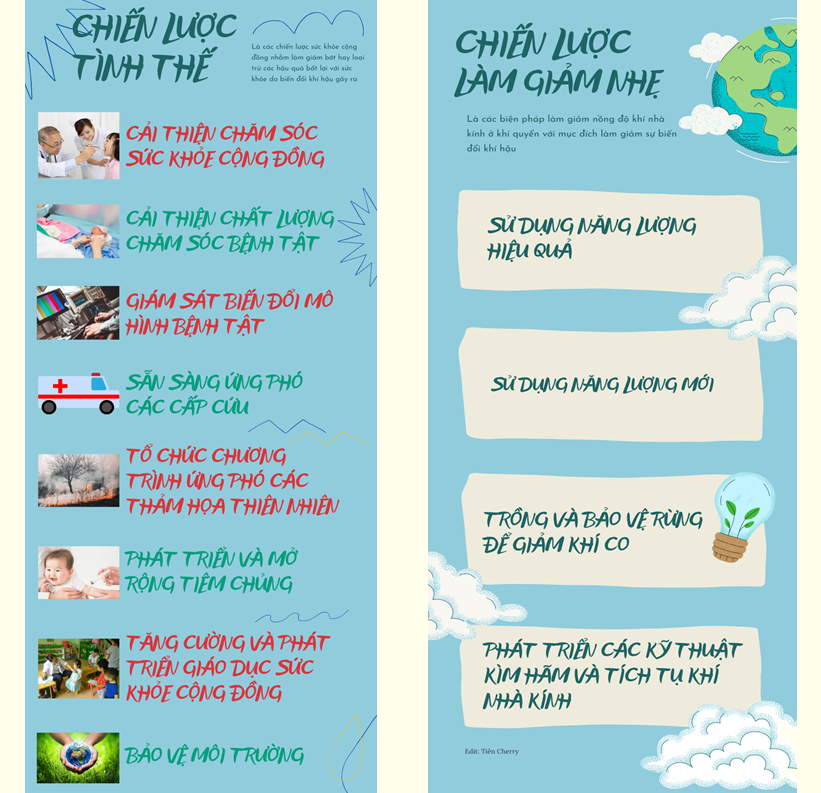 CHIẾN LƯỢC
TÌNH THẾ
Là các chiến lược sức khỏe cộng
đồng nhằm làm giảm bớt hay loại
trừ các hậu quả bất lợi với sức
khỏe do biến đổi khí hậu gây ra
CẢI THIỆN CHĂM SÓC
SỨC KHỎE CỘNG ĐỒNG
CẢI THIỆN CHẤT LƯỢNG
CHĂM SÓC BỆNH TẬT
GIÁM SÁT BIẾN ĐỔI MÔ
HÌNH BỆNH TẬT
SẴN SÀNG ỨNG PHÓ
CÁC CẤP CỨU
TỔ CHỨC CHƯƠNG
TRÌNH ỨNG PHÓ CÁC
THẢM HỌA THIÊN NHIÊN
PHÁT TRIỂN VÀ MỞ
RỘNG TIÊM CHỦNG
TĂNG CƯỜNG VÀ PHÁT
TRIỂN GIÁO DỤC SỨC
KHỎE CỘNG ĐỒNG
BẢO VỆ MÔI TRƯỜNG
CHIẾN LƯỢC
LÀM GIẢM NHẸ
Là các biện pháp làm giảm nồng độ khí nhà
kính ở khí quyển với mục đích làm giảm sự biến
đổi khí hậu
SỬ DỤNG NĂNG LƯỢNG
HIỆU QUẢ
SỬ DỤNG NĂNG LƯỢNG MỚI
TRỒNG VÀ BẢO VỆ RỪNG
ĐỂ GIẢM KHÍ CO
PHÁT TRIỂN CÁC KỸ THUẬT
KÌM HÃM VÀ TÍCH TỤ KHÍ
NHÀ KÍNH
Edit: Tiên Cherry